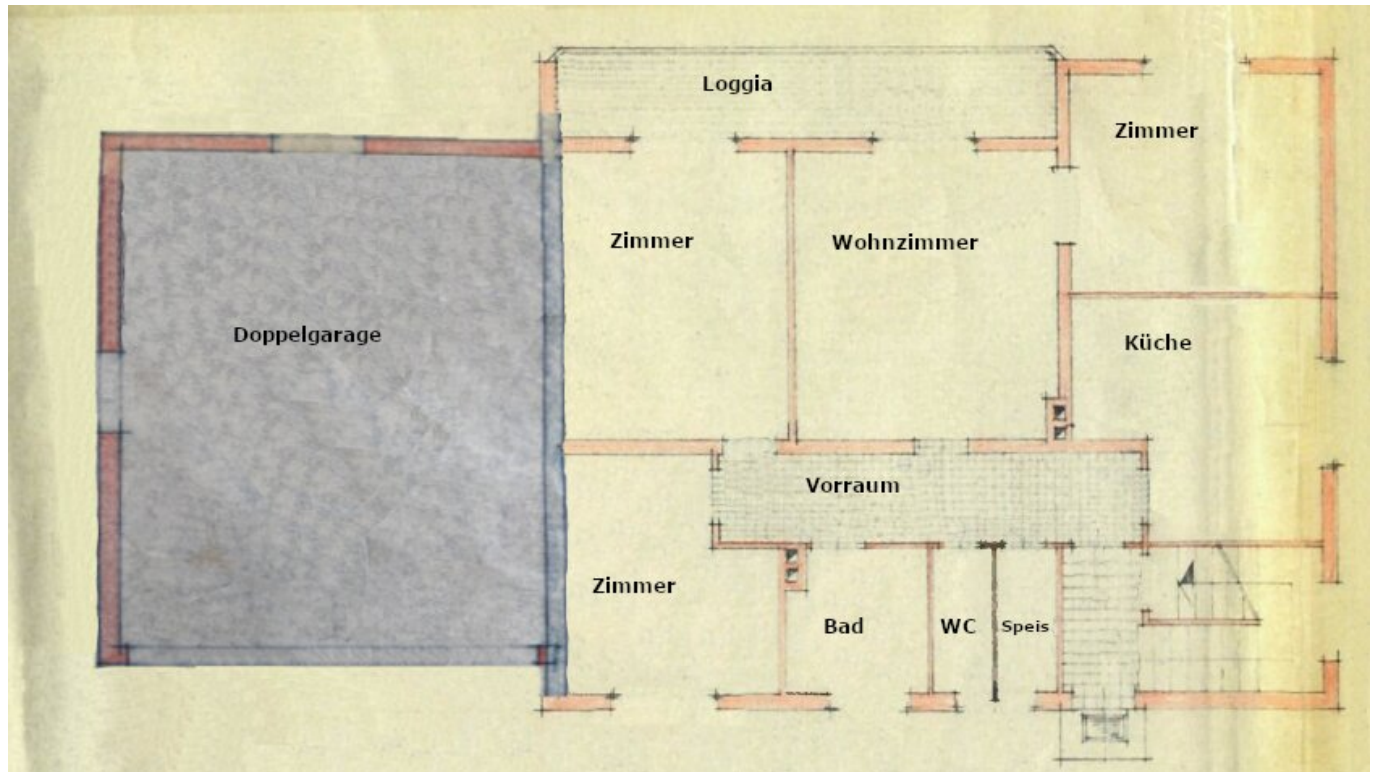 Loggia
Zimmer
Zimmer
Wohnzimmer
Doppelgarage
Küche
Vorraum
Zimmer
Bad
WC
Speis